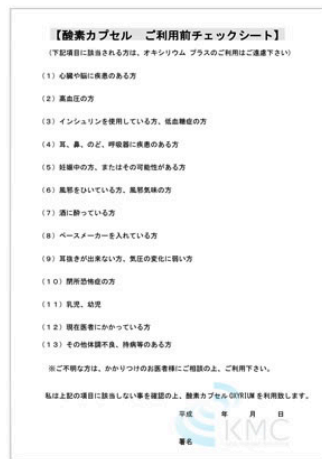 【酸素カプセル ご利用前チェックシート】
(下記項目に該当される方は、オキシリウム プラスのご利用はご遠慮下さい)
(1)心臓や脳に疾患のある方
(2)高血圧の方
(3)インシュリンを使用している方、低血糖症の方
(4)耳、鼻、のど、呼吸器に疾患のある方
(5)妊娠中の方、またはその可能性がある方
(6)風邪をひいている方、風邪気味の方
(7)酒に酔っている方
(8)ペースメーカーを入れている方
(9)耳抜きが出来ない方、気圧の変化に弱い方
(10)閉所恐怖症の方
(11)乳児、幼児
(12)現在医者にかかっている方
(13)その他体調不良、持病等のある方
※ご不明な方は、かかりつけのお医者様にご相談の上、ご利用下さい。
私は上記の項目に該当しない事を確認の上、酸素カプセル OXYRIUM を利用致します。
平成 年 月 日
署名
KMC